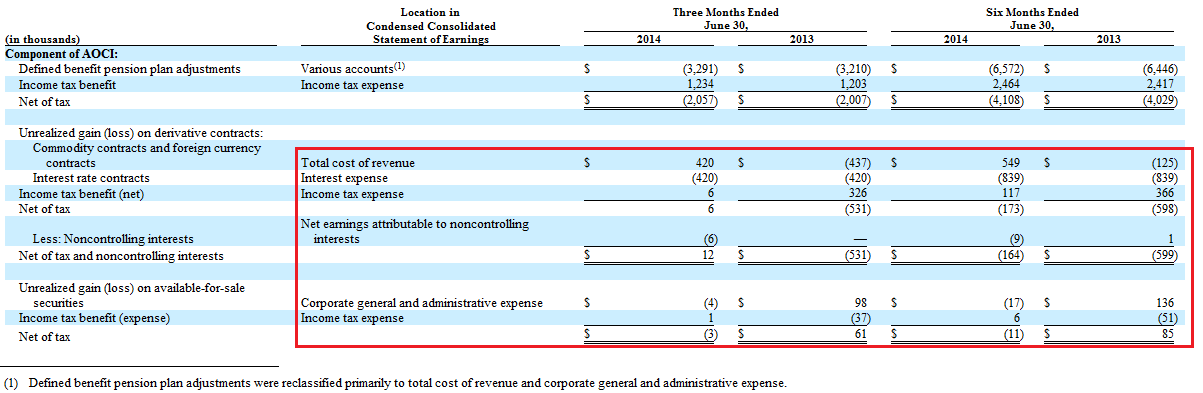 Location in Three Months Ended Six Months Ended
Condensed Consolidated June 30, June 30,
(in thousands) Statement of Earnings 2014 2013 2014 2013
Component of AOCI:
Defined benefit pension plan adjustments Various accounts(1) $ (3,291) $ (3,210) $ (6,572) $ (6,446)
Income tax benefit Income tax expense 1,234 1,203 2,464 2,417
Net of tax $ (2,057) $ (2,007) $ (4,108) $ (4,029)
Unrealized gain (loss) on derivative contracts:
Commodity contracts and foreign currency
contracts Total cost of revenue $ 420 $ (437) $ 549 $ (125)
Interest rate contracts Interest expense (420) (420) (839) (839)
Income tax benefit (net) Income tax expense 6 326 117 366
Net of tax 6 (531) (173) (598)
Net earnings attributable to noncontrolling
Less: Noncontrolling interests interests (6) — (9) 1
Net of tax and noncontrolling interests $ 12 $ (531) $ (164) $ (599)
Unrealized gain (loss) on available-for-sale
securities Corporate general and administrative expense $ (4) $ 98 $ (17) $ 136
Income tax benefit (expense) Income tax expense 1 (37) 6 (51)
Net of tax $ (3) $ 61 $ (11) $ 85
(1) Defined benefit pension plan adjustments were reclassified primarily to total cost of revenue and corporate general and administrative expense.